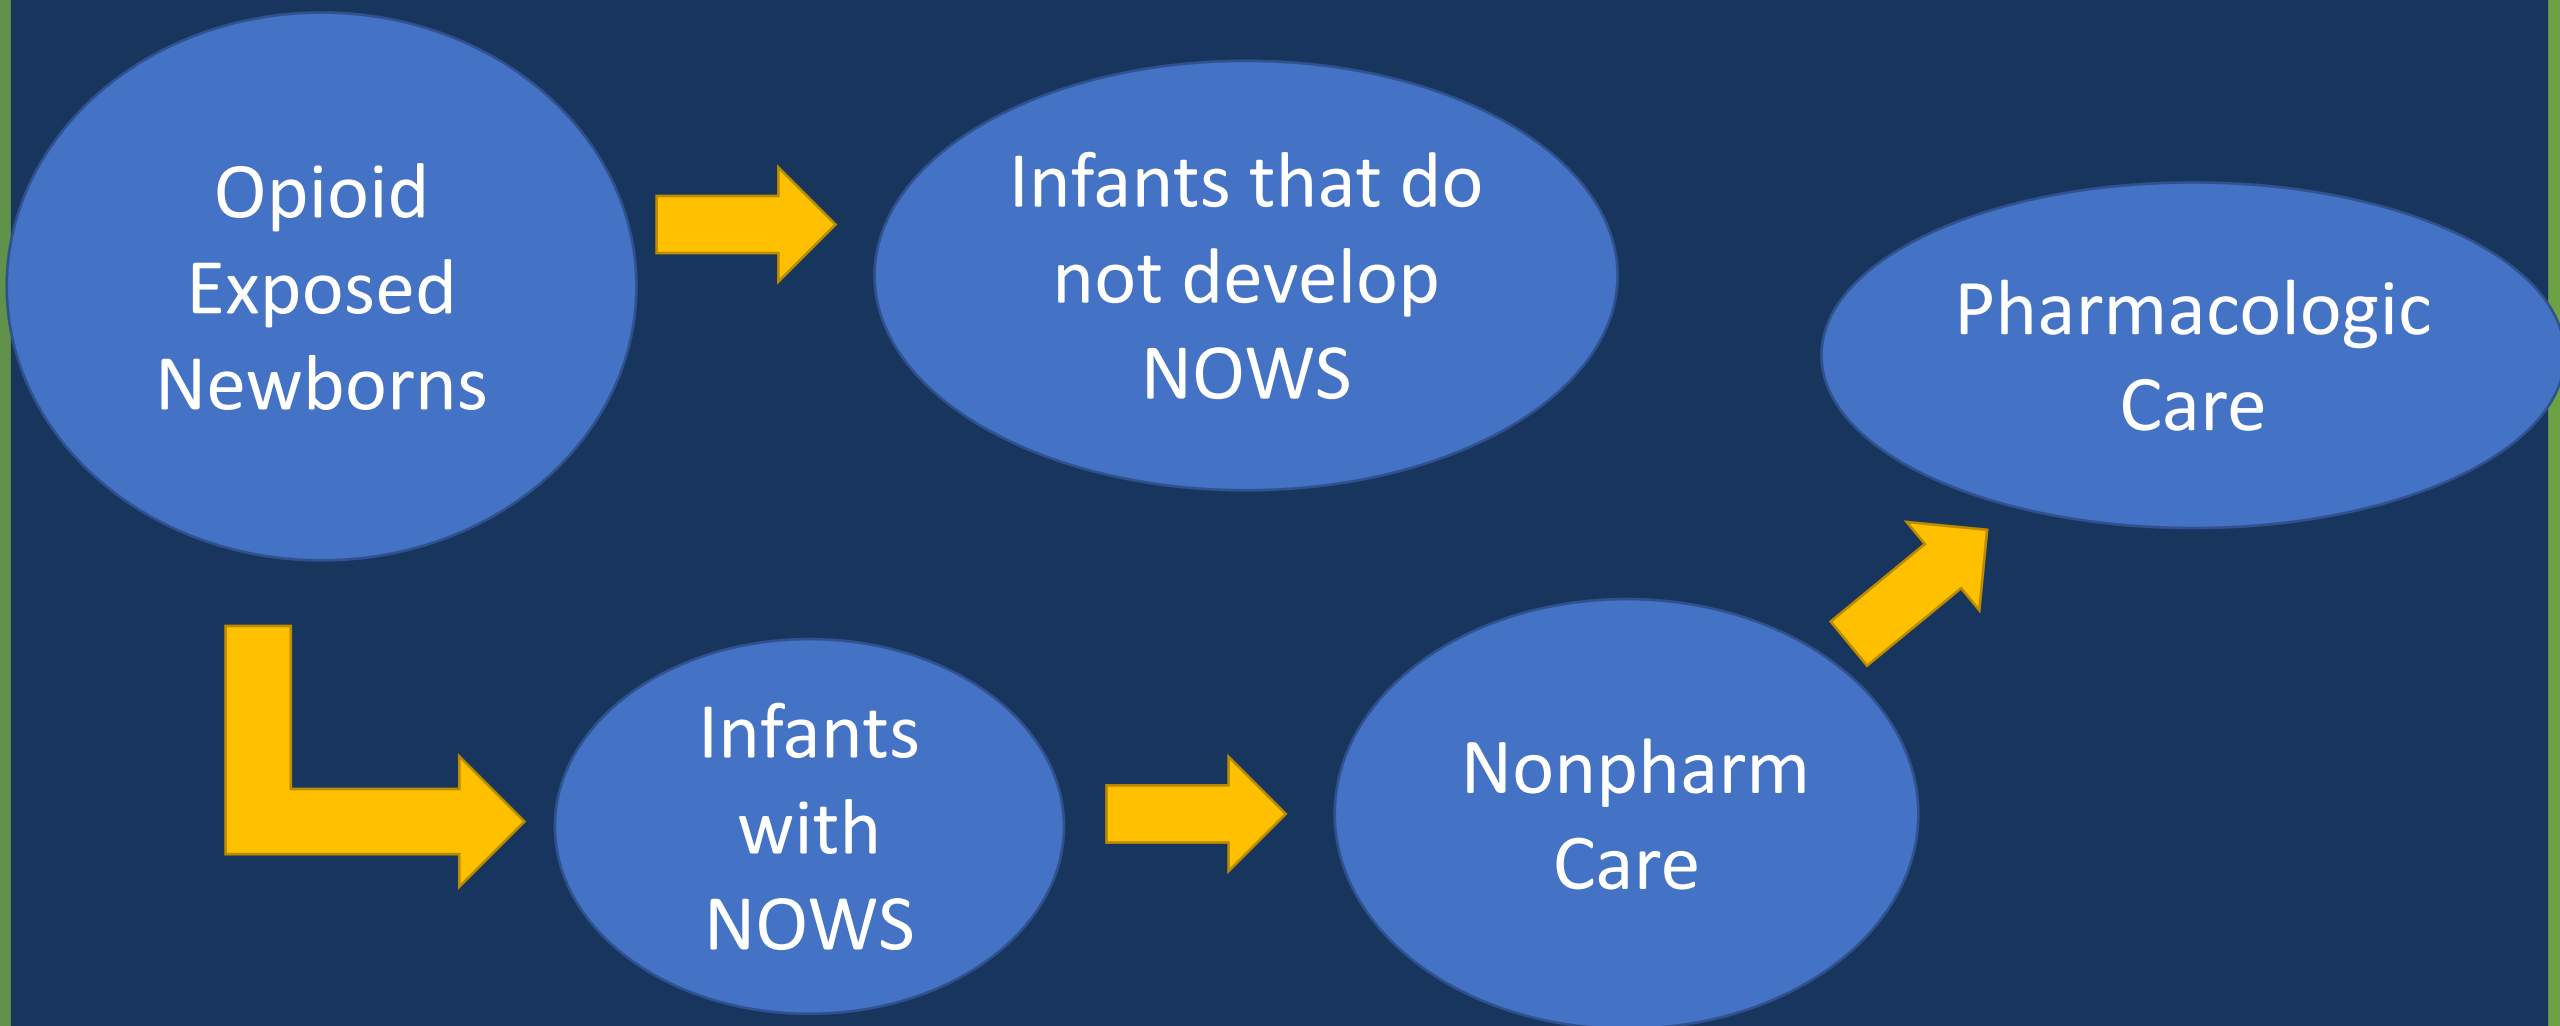 Opioid
Exposed
Newborns
Infants that do
not develop
NOWS
Pharmacologic
Care
Infants
with
NOWS
Nonpharm
Care